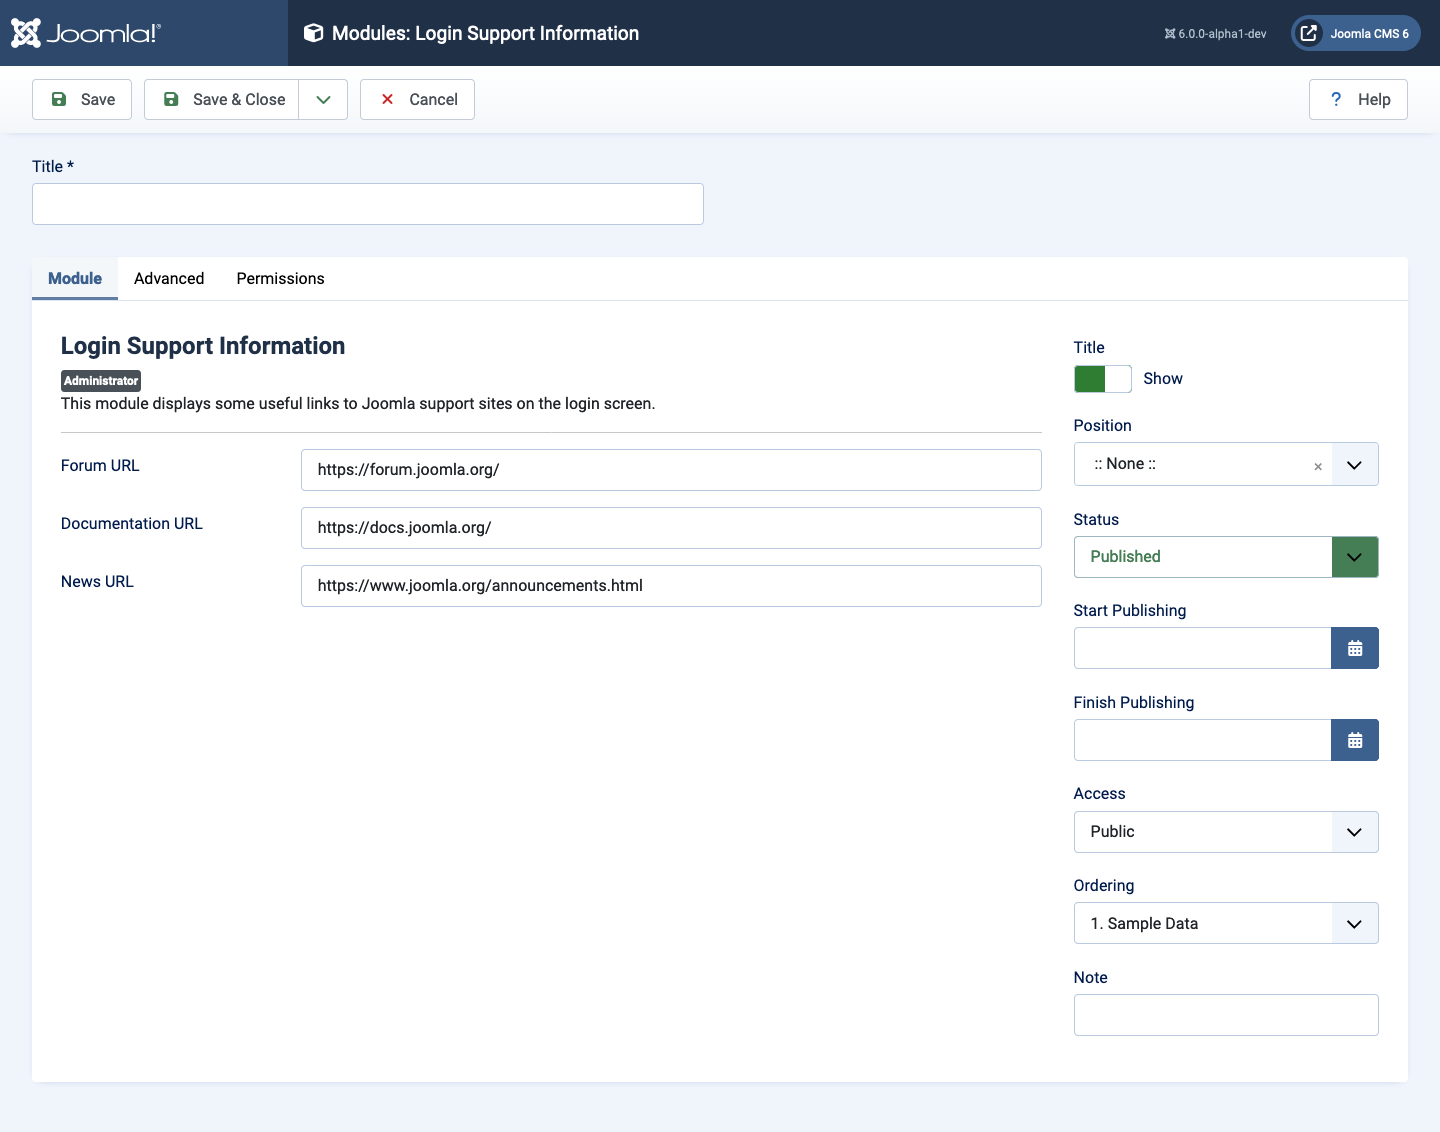 Joomla!®
Modules: Login Support Information
6.0.0-alpha1-dev
Joomla CMS 6
Save
Save & Close
Cancel
? Help
Title *
Module
Advanced
Permissions
Login Support Information
Administrator
This module displays some useful links to Joomla support sites on the login screen.
Forum URL
https://forum.joomla.org/
Documentation URL
https://docs.joomla.org/
News URL
https://www.joomla.org/announcements.html
Title
Show
Position
:: None ::
×
Status
Published
Start Publishing
Finish Publishing
Access
Public
Ordering
1. Sample Data
Note